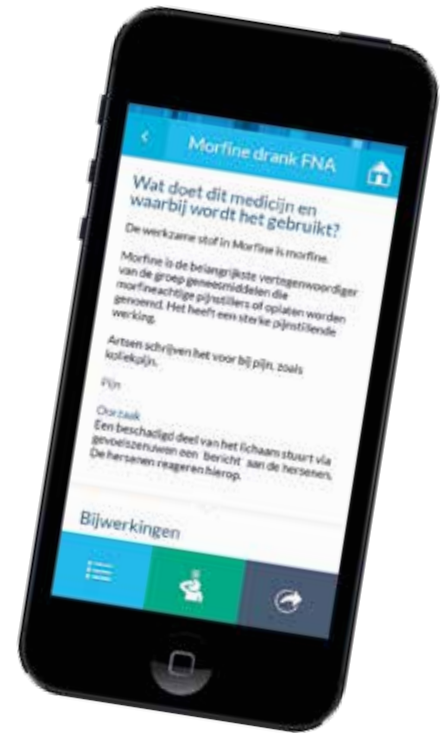 Morfine drank FNA
Wat doet dit medicijn en
waarbij wordt het gebruikt?
De werkzame stof in Morfine is morfine.
Morfine is de belangrijkste vertegenwoordiger
van de groep geneesmiddelen die
morfineachtige pijnstillers of opiaten worden
genoemd. Het heeft een sterke pijnstillende
werking.
Artsen schrijven het voor bij pijn, zoals
koliekpijn.
Pijn
Oorzaak
Een beschadigd deel van het lichaam stuurt via
gevoelszenuwen een bericht aan de hersenen.
De hersenen reageren hierop.
Bijwerkingen